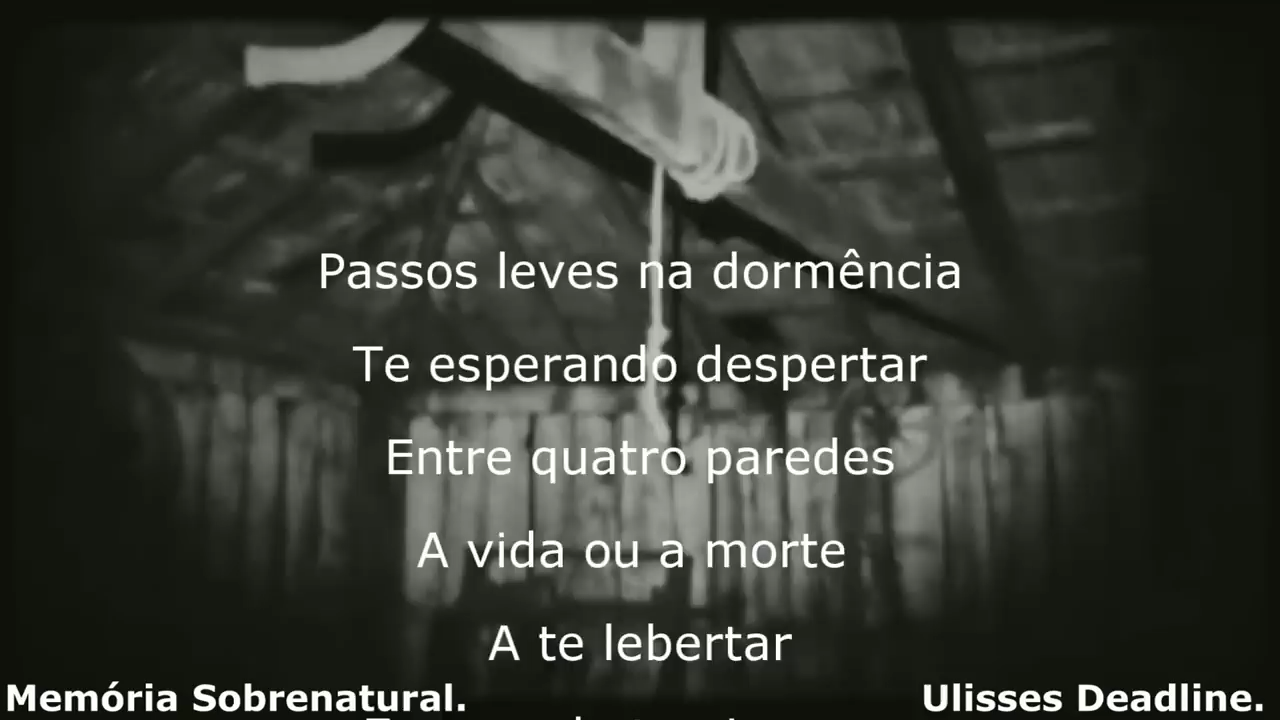 Passos leves na dormência
Te esperando despertar
Entre quatro paredes
A vida ou a morte
A te lebertar
Memória Sobrenatural.
Ulisses Deadline.